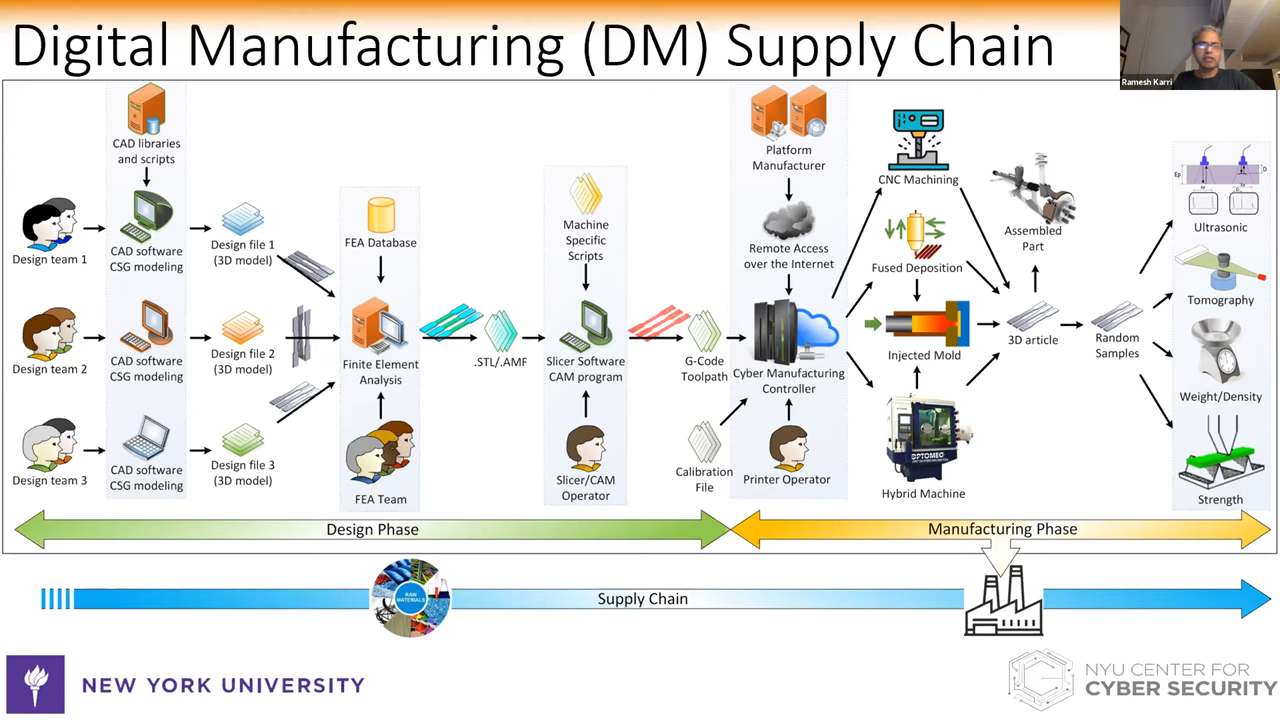 Digital Manufacturing (DM) Supply Chain
Ramesh Karri
CAD libraries
and scripts
Design team 1
CAD software
CSG modeling
Design file 1
(3D model)
Design team 2
CAD software
CSG modeling
Design file 2
(3D model)
Design team 3
CAD software
CSG modeling
Design file 3
(3D model)
FEA Database
Finite Element
Analysis
FEA Team
.STL/.AMF
Machine
Specific
Scripts
Slicer Software
CAM program
Slicer/CAM
Operator
G-Code
Toolpath
Calibration
File
Platform
Manufacturer
Remote Access
over the Internet
Cyber Manufacturing
Controller
Printer Operator
CNC Machining
Fused Deposition
Injected Mold
OPTOMEC
Hybrid Machine
Assembled
Part
3D article
Random
Samples
Ep
D
Ultrasonic
Tomography
Weight/Density
Strength
Design Phase
Manufacturing Phase
RAW
MATERIALS
Supply Chain
NEW YORK UNIVERSITY
NYU CENTER FOR
CYBER SECURITY